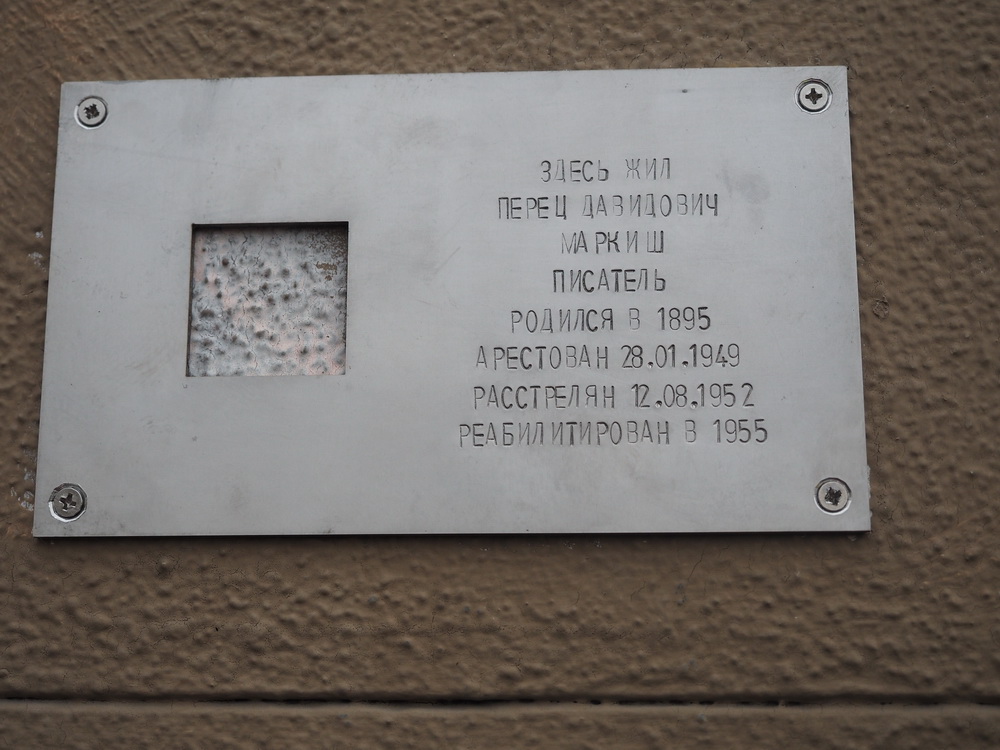 ЗДЕСЬ ЖИЛ
ПЕРЕЦ ДАВИДОВИЧ
МАРКИШ
ПИСАТЕЛЬ
РОДИЛСЯ В 1895
АРЕСТОВАН 28.01.1949
РАССТРЕЛЯН 12.08.1952
РЕАБИЛИТИРОВАН В 1955